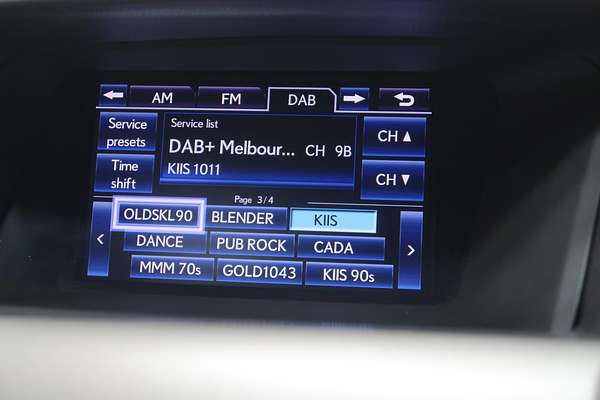 AM FM DAB
Service presets
Service list
DAB+ Melbour... CH 9B
KIIS 1011
CH ▲
Time shift
CH ▼
Page 3/4
OLDSKL90 BLENDER KIIS
DANCE PUB ROCK CADA
MMM 70s GOLD1043 KIIS 90s